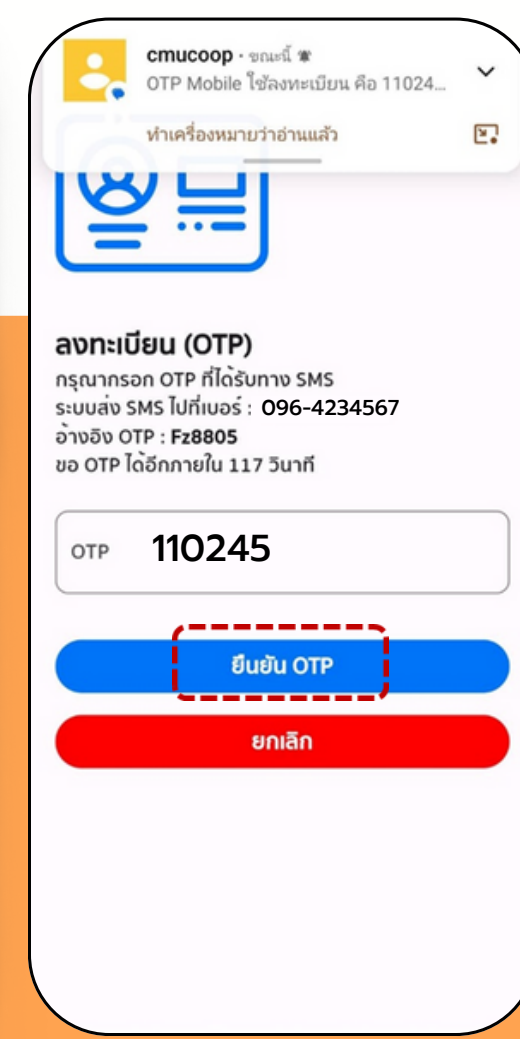 cmucoop · ขณะนี้
OTP Mobile ใช้ลงทะเบียน คือ 11024...
ทำเครื่องหมายว่าอ่านแล้ว
ลงทะเบียน (OTP)
กรุณากรอก OTP ที่ได้รับทาง SMS
ระบบส่ง SMS ไปที่เบอร์ : 096-4234567
อ้างอิง OTP : Fz8805
ขอ OTP ได้อีกภายใน 117 วินาที
OTP 110245
ยืนยัน OTP
ยกเลิก